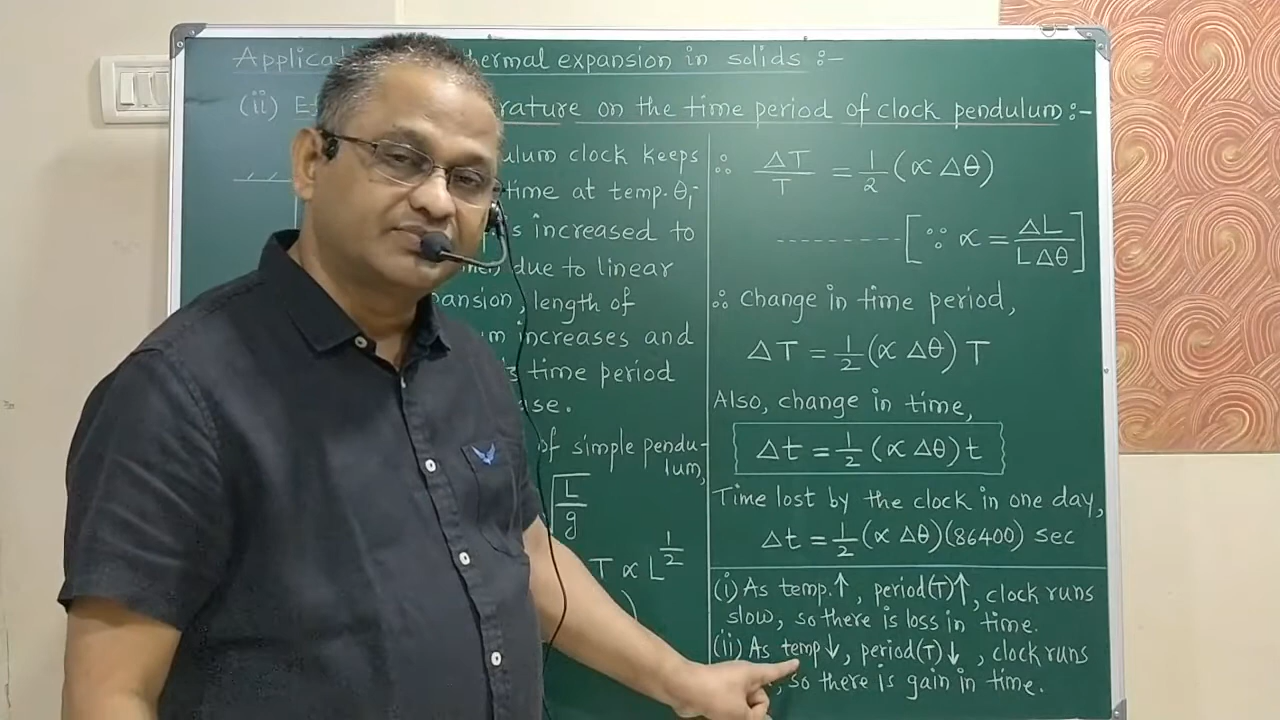 Applicati thermal expansion in solids :-
(ii) E rature on the time period of clock pendulum :-
ulum clock keeps
time at temp. θ,
s increased to
due to linear
pansion, length of
m increases and
s time period
ase.
of simple pendu-
lum,
√L/g
T ∝ L^1/2
)
∴ ΔT/T = 1/2 (∝ Δθ)
---------- [∵ ∝ = ΔL/LΔθ]
∴ Change in time period,
ΔT = 1/2 (∝ Δθ) T
Also, change in time,
Δt = 1/2 (∝ Δθ) t
Time lost by the clock in one day,
Δt = 1/2 (∝ Δθ)(86400) sec
(i) As temp. ↑, period(T)↑, clock runs
slow, so there is loss in time.
(ii) As temp ↓, period(T)↓, clock runs
, so there is gain in time.